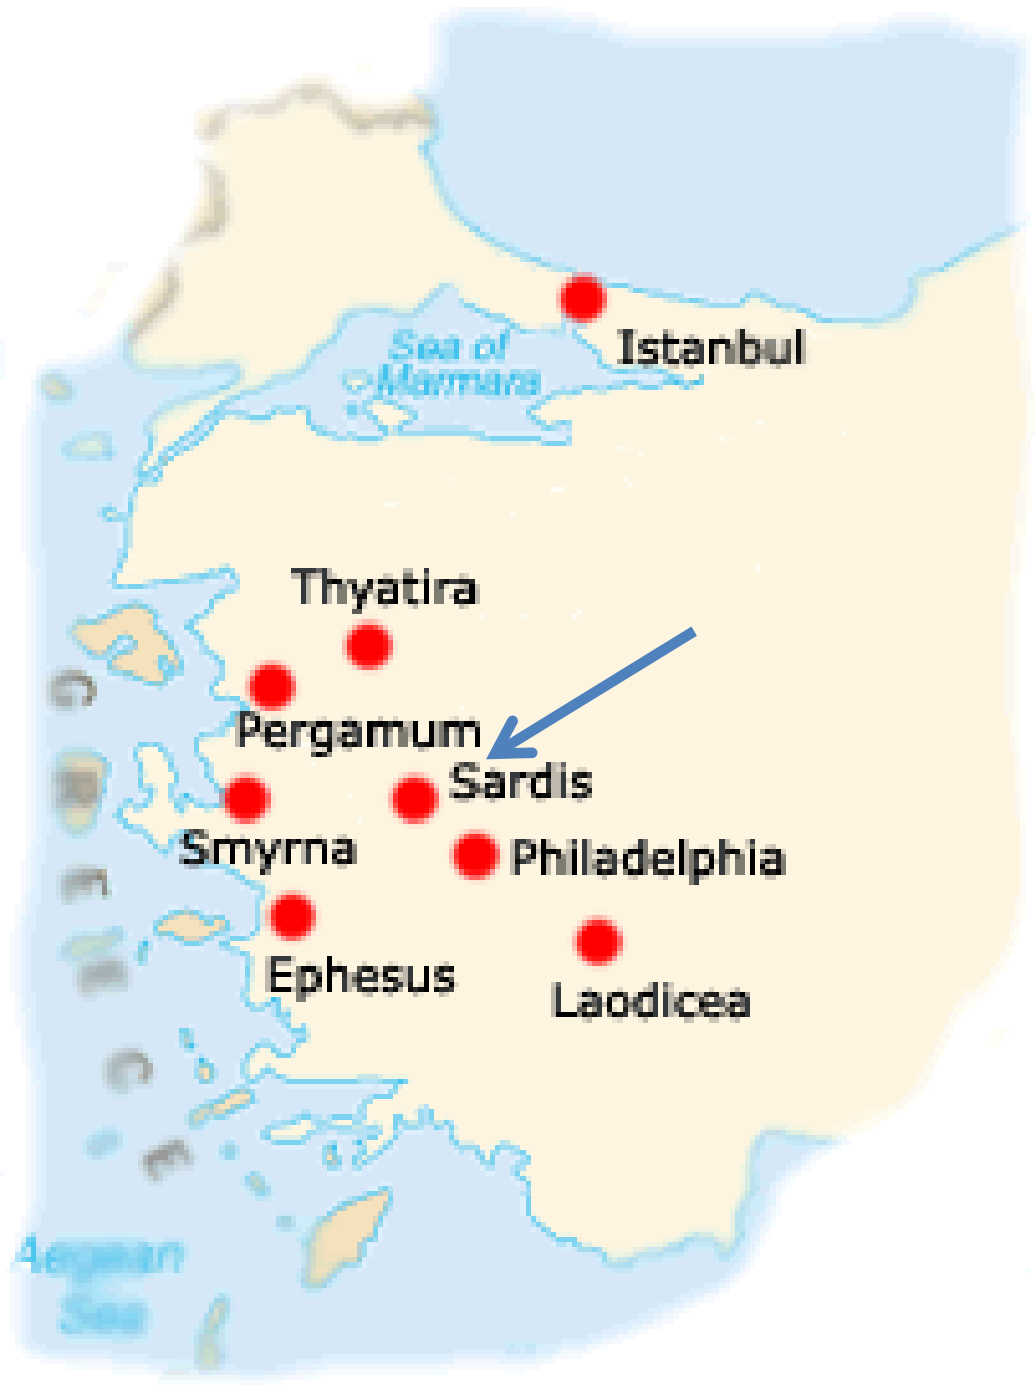 Istanbul
Sea of
Marmara
Thyatira
Pergamum
Sardis
Smyrna
Philadelphia
Ephesus
Laodicea
G
R
E
E
C
E
Aegean
Sea